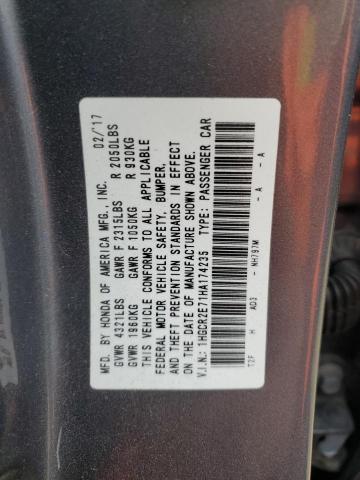 MFD. BY HONDA OF AMERICA MFG., INC. 02/'17
GVWR 4321LBS GAWR F 2315LBS R 2050LBS
GVWR 1960KG GAWR F 1050KG R 930KG
THIS VEHICLE CONFORMS TO ALL APPLICABLE
FEDERAL MOTOR VEHICLE SAFETY, BUMPER,
AND THEFT PREVENTION STANDARDS IN EFFECT
ON THE DATE OF MANUFACTURE SHOWN ABOVE.
V.I.N.: 1HGCR2E71HA174235 TYPE: PASSENGER CAR
T2F H AD3 - NH797M - A - A